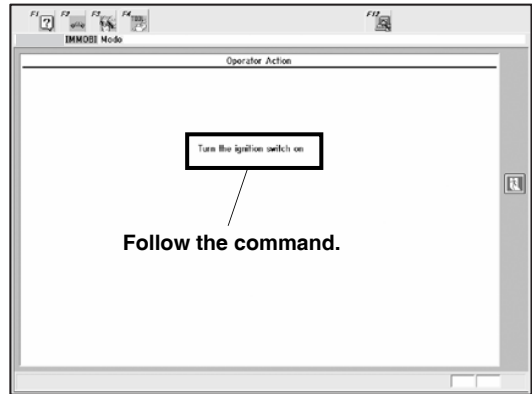 F1 F2 F3 F4 F12
IMMOBI Mode
Operator Action
Turn the ignition switch on
Follow the command.